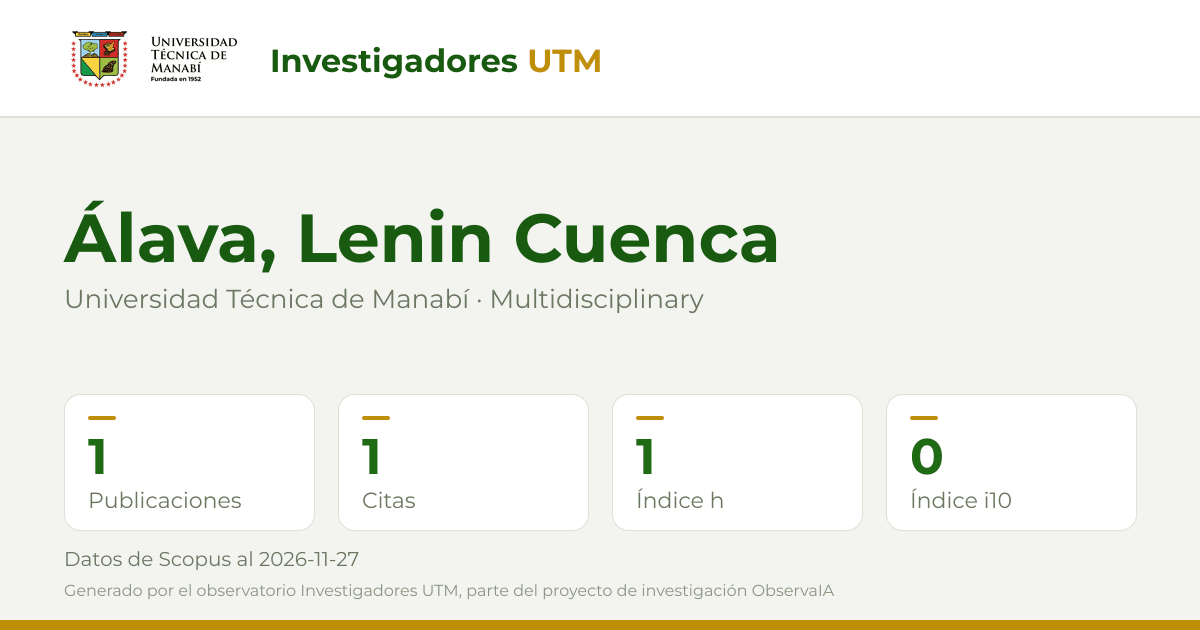 UNIVERSIDAD
TÉCNICA DE
MANABÍ
Fundada en 1952
Investigadores UTM
Álava, Lenin Cuenca
Universidad Técnica de Manabí · Multidisciplinary
1
Publicaciones
1
Citas
1
Índice h
0
Índice i10
Datos de Scopus al 2026-11-27
Generado por el observatorio Investigadores UTM, parte del proyecto de investigación ObservaIA